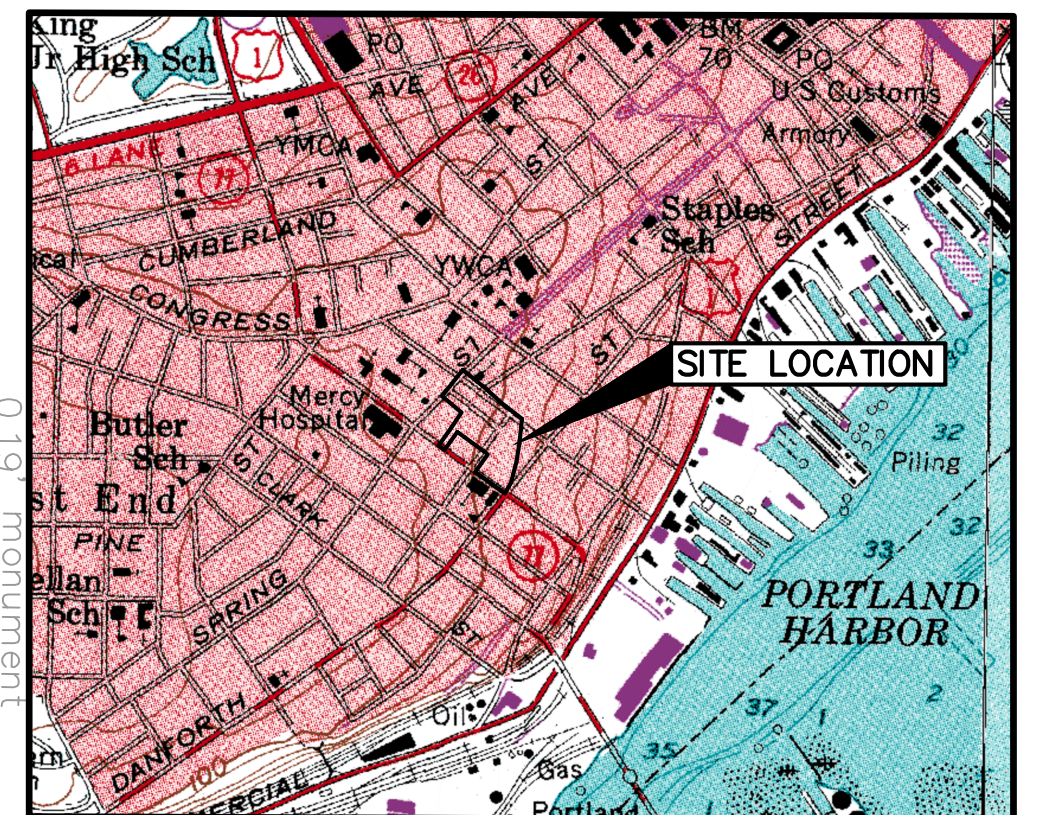 King
Jr High Sch
1
PO
26
AVE
AVE
BM
70
PO
U S Customs
Armory
YMCA
77
ST
STREET
CUMBERLAND
Staples
Sch
YWCA
1
CONGRESS
ST
ST
SITE LOCATION
Mercy
Hospital
Butler
Sch
ST
CLARK
st End
PINE
32
Piling
32
33
77
ellan
Sch
SPRING
ST
PORTLAND
HARBOR
2
37
1
DANFORTH
100
Oil
35
Gas
MERCIAL
Portland
0.19' monument